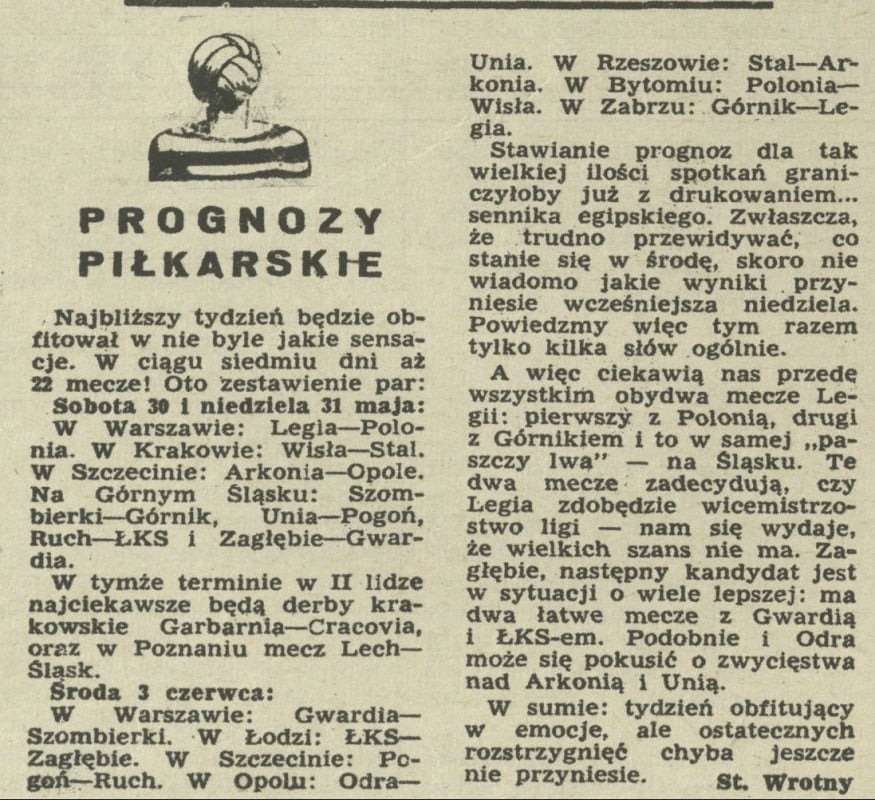 PROGNOZY
PIŁKARSKIE
Najbliższy tydzień będzie ob-
fitował w nie byle jakie sensa-
cje. W ciągu siedmiu dni aż
22 mecze! Oto zestawienie par:
Sobota 30 i niedziela 31 maja:
W Warszawie: Legia—Polo-
nia. W Krakowie: Wisła—Stal.
W Szczecinie: Arkonia—Opole.
Na Górnym Śląsku: Szom-
bierki—Górnik, Unia—Pogoń,
Ruch—ŁKS i Zagłębie—Gwar-
dia.
W tymże terminie w II lidze
najciekawsze będą derby kra-
kowskie Garbarnia—Cracovia,
oraz w Poznaniu mecz Lech—
Śląsk.
Środa 3 czerwca:
W Warszawie: Gwardia—
Szombierki. W Łodzi: ŁKS—
Zagłębie. W Szczecinie: Po-
goń—Ruch. W Opolu: Odra—
Unia. W Rzeszowie: Stal—Ar-
konia. W Bytomiu: Polonia—
Wisła. W Zabrzu: Górnik—Le-
gia.
Stawianie prognoz dla tak
wielkiej ilości spotkań grani-
czyłoby już z drukowaniem...
sennika egipskiego. Zwłaszcza,
że trudno przewidywać, co
stanie się w środę, skoro nie
wiadomo jakie wyniki przy-
niesie wcześniejsza niedziela.
Powiedzmy więc tym razem
tylko kilka słów ogólnie.
A więc ciekawią nas przede
wszystkim obydwa mecze Le-
gii: pierwszy z Polonią, drugi
z Górnikiem i to w samej „pa-
szczy lwa” — na Śląsku. Te
dwa mecze zadecydują, czy
Legia zdobędzie wicemistrzo-
stwo ligi — nam się wydaje,
że wielkich szans nie ma. Za-
głębie, następny kandydat jest
w sytuacji o wiele lepszej: ma
dwa łatwe mecze z Gwardią
i ŁKS-em. Podobnie i Odra
może się pokusić o zwycięstwa
nad Arkonią i Unią.
W sumie: tydzień obfitujący
w emocje, ale ostatecznych
rozstrzygnięć chyba jeszcze
nie przyniesie.
St. Wrotny